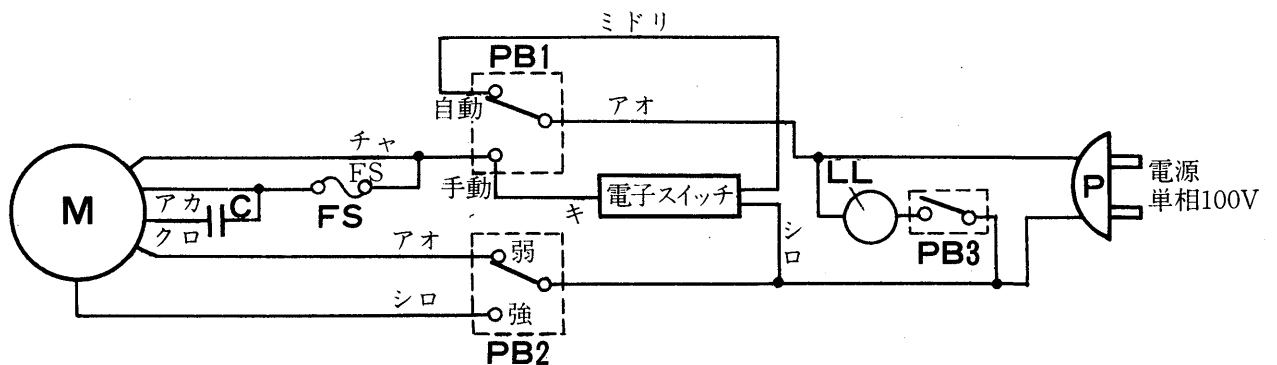 ミドリ
PB1
自動
アオ
チャ
FS
手動
LL
P
電源
単相100V
M
アカ
C
FS
キ
電子スイッチ
クロ
シロ
PB3
アオ
弱
シロ
強
PB2